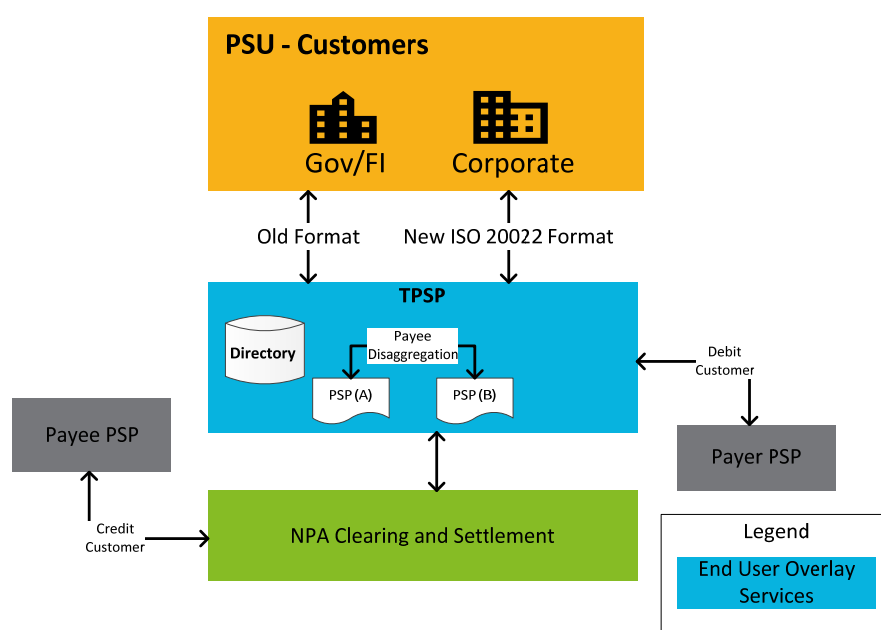 PSU - Customers
Gov/FI
Corporate
Old Format
New ISO 20022 Format
TPSP
Directory
Payee
Disaggregation
PSP (A)
PSP (B)
Debit
Customer
Payee PSP
Payer PSP
Credit
Customer
NPA Clearing and Settlement
Legend
End User Overlay
Services